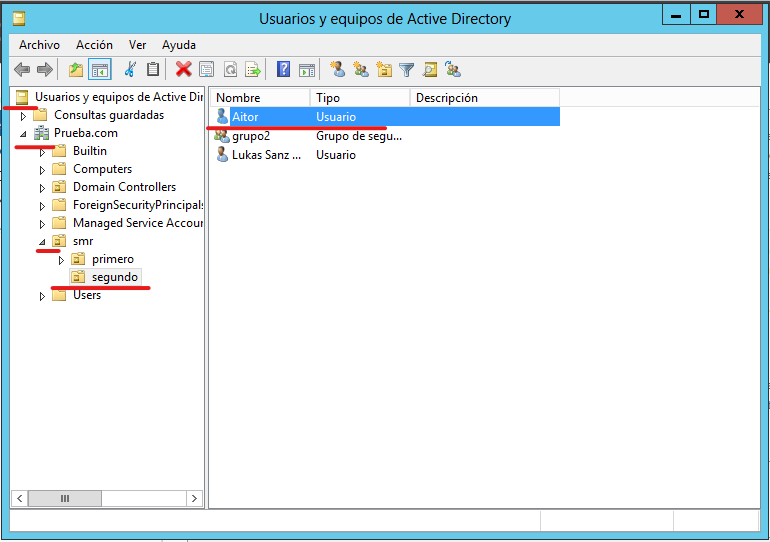 Usuarios y equipos de Active Directory
Archivo Acción Ver Ayuda
Usuarios y equipos de Active Dir
Consultas guardadas
Prueba.com
Builtin
Computers
Domain Controllers
ForeignSecurityPrincipals
Managed Service Accour
smr
primero
segundo
Users
Nombre Tipo Descripción
Aitor Usuario
grupo2 Grupo de segu...
Lukas Sanz ... Usuario